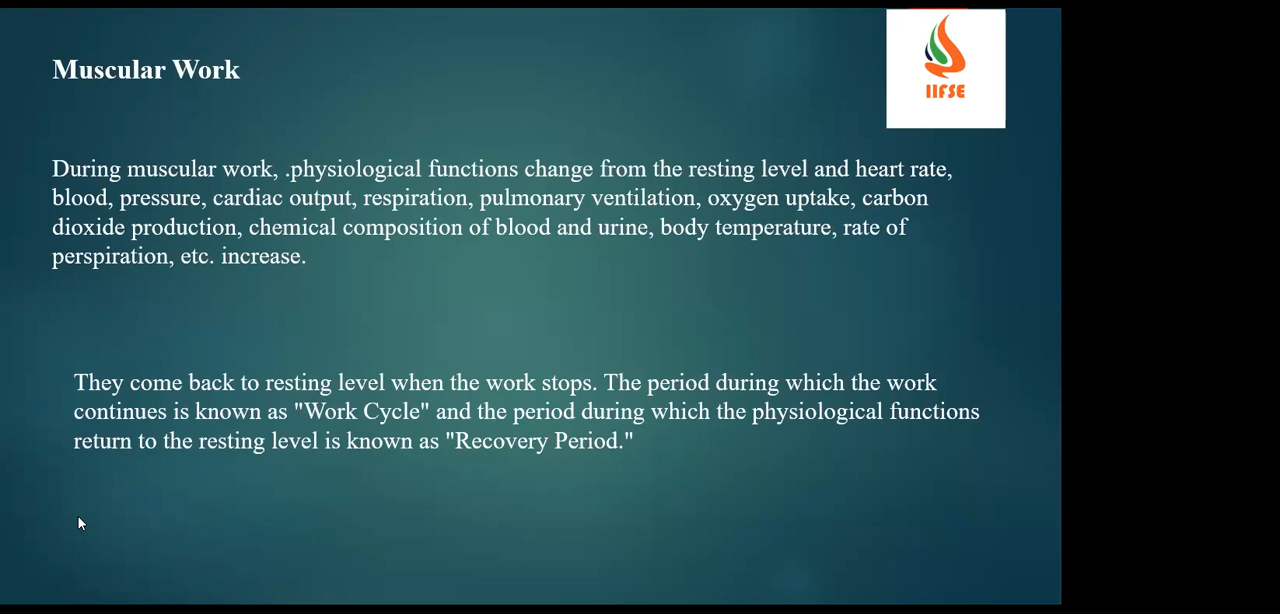 Muscular Work
IIFSE
During muscular work, .physiological functions change from the resting level and heart rate,
blood, pressure, cardiac output, respiration, pulmonary ventilation, oxygen uptake, carbon
dioxide production, chemical composition of blood and urine, body temperature, rate of
perspiration, etc. increase.
They come back to resting level when the work stops. The period during which the work
continues is known as "Work Cycle" and the period during which the physiological functions
return to the resting level is known as "Recovery Period."